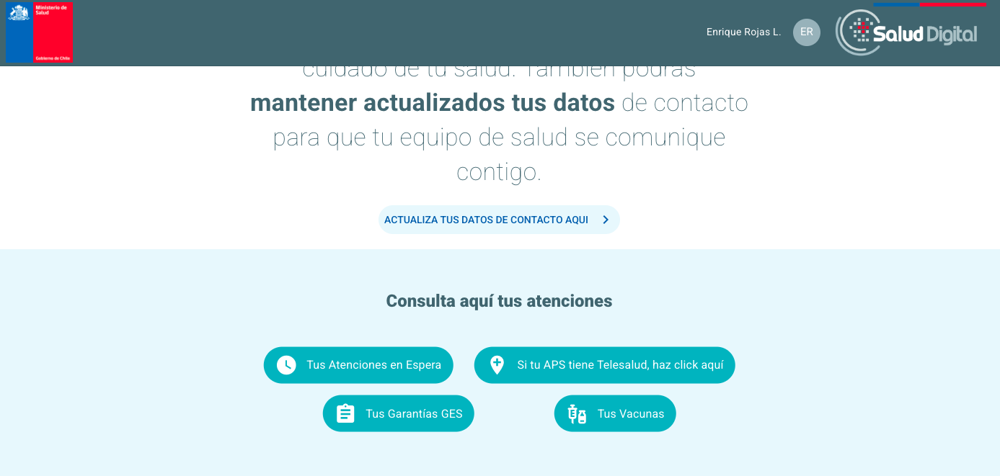 Ministerio de
Salud
Gobierno de Chile
Enrique Rojas L.
ER
Salud Digital
cuidado de tu salud. También podrás
mantener actualizados tus datos de contacto
para que tu equipo de salud se comunique
contigo.
ACTUALIZA TUS DATOS DE CONTACTO AQUI
Consulta aquí tus atenciones
Tus Atenciones en Espera
Si tu APS tiene Telesalud, haz click aquí
Tus Garantías GES
Tus Vacunas